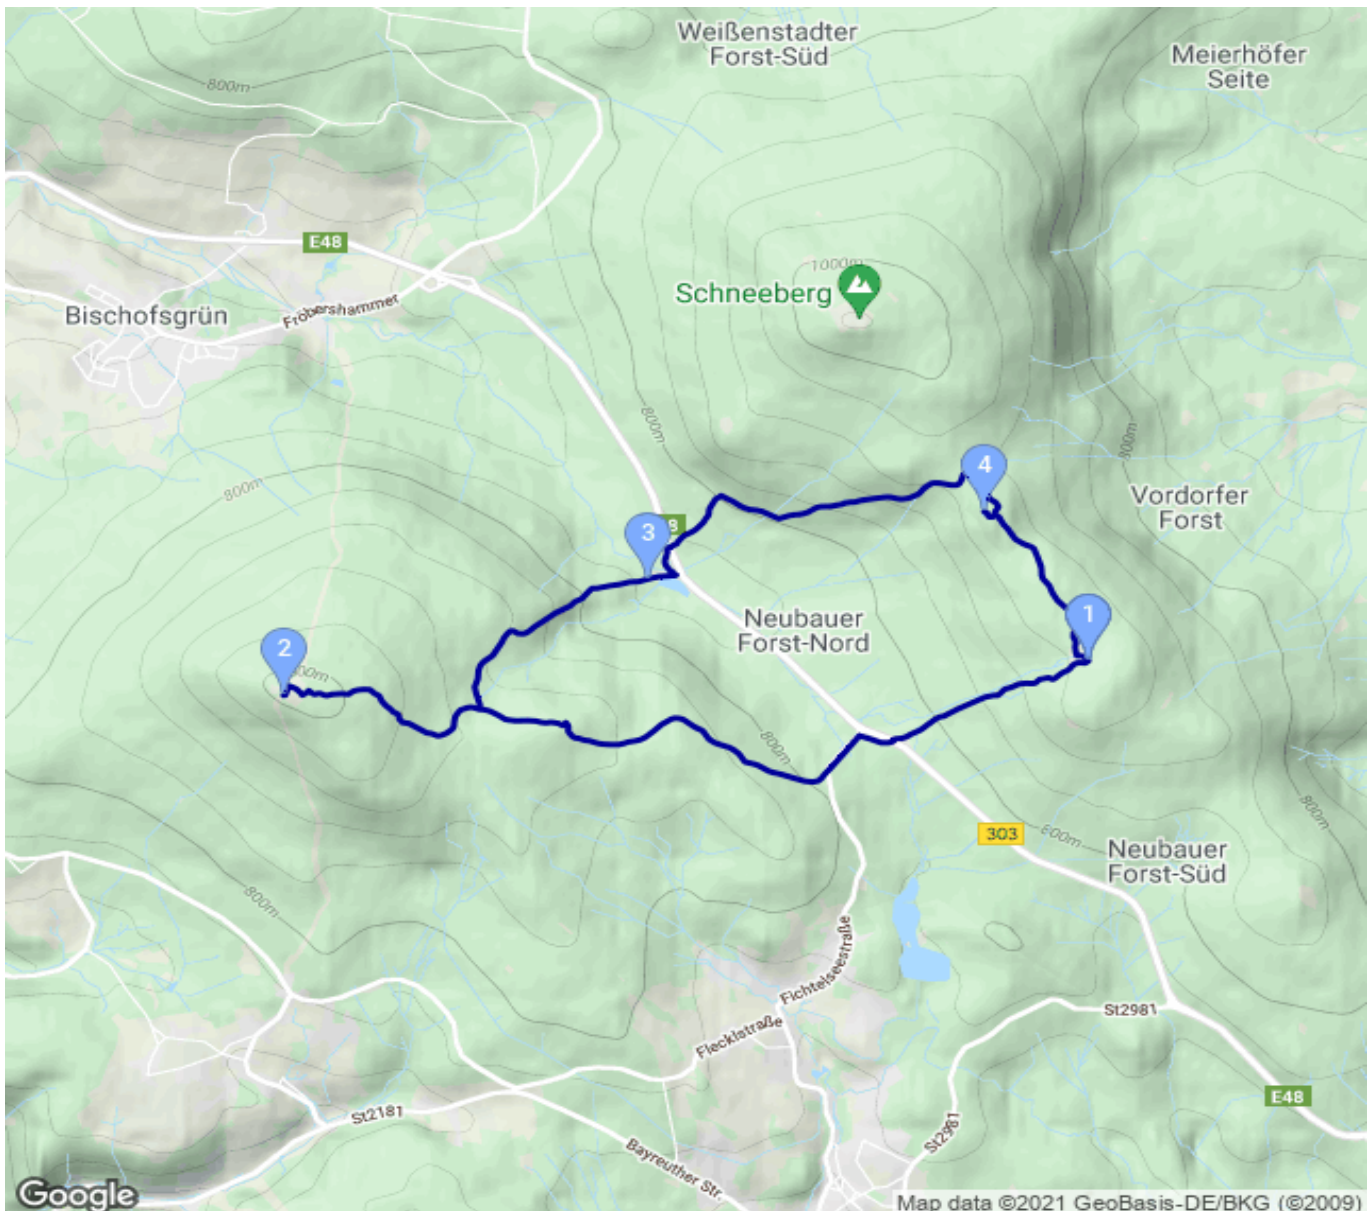 Weißenstadter
Forst-Süd
Meierhöfer
Seite
800m
E48
1000m
Schneeberg
Bischofsgrün
Fröbershammer
800m
800m
800m
4
Vordorfer
Forst
8
3
Neubauer
Forst-Nord
1
2
800m
303
800m
Neubauer
Forst-Süd
800m
Fichtelseestraße
St2981
Flecklstraße
E48
St2181
St2981
Bayreuther Str.
Google
Map data ©2021 GeoBasis-DE/BKG (©2009)